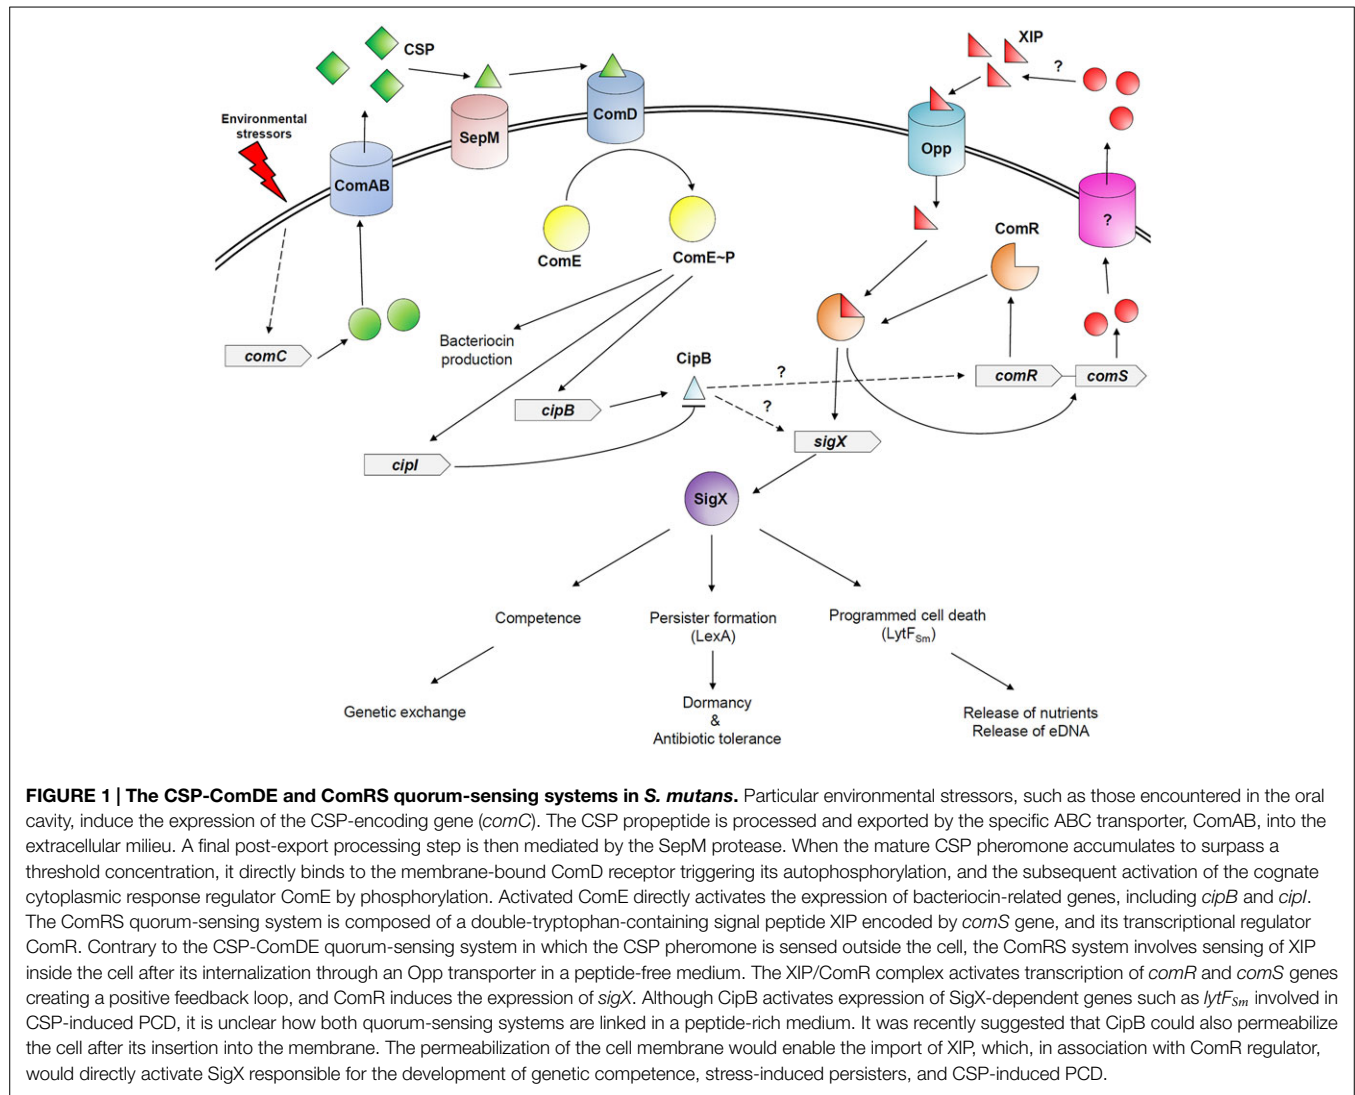 CSP
XIP
?
Environmental
stressors
SepM
ComD
Opp
ComAB
?
ComR
ComE
ComE~P
Bacteriocin
production
CipB
?
comC
comR
comS
cipB
?
sigX
cipI
SigX
Competence
Persister formation
(LexA)
Programmed cell death
(LytFSm)
Genetic exchange
Dormancy
&
Antibiotic tolerance
Release of nutrients
Release of eDNA
FIGURE 1 | The CSP-ComDE and ComRS quorum-sensing systems in S. mutans. Particular environmental stressors, such as those encountered in the oral
cavity, induce the expression of the CSP-encoding gene (comC). The CSP propeptide is processed and exported by the specific ABC transporter, ComAB, into the
extracellular milieu. A final post-export processing step is then mediated by the SepM protease. When the mature CSP pheromone accumulates to surpass a
threshold concentration, it directly binds to the membrane-bound ComD receptor triggering its autophosphorylation, and the subsequent activation of the cognate
cytoplasmic response regulator ComE by phosphorylation. Activated ComE directly activates the expression of bacteriocin-related genes, including cipB and cipI.
The ComRS quorum-sensing system is composed of a double-tryptophan-containing signal peptide XIP encoded by comS gene, and its transcriptional regulator
ComR. Contrary to the CSP-ComDE quorum-sensing system in which the CSP pheromone is sensed outside the cell, the ComRS system involves sensing of XIP
inside the cell after its internalization through an Opp transporter in a peptide-free medium. The XIP/ComR complex activates transcription of comR and comS genes
creating a positive feedback loop, and ComR induces the expression of sigX. Although CipB activates expression of SigX-dependent genes such as lytFSm involved in
CSP-induced PCD, it is unclear how both quorum-sensing systems are linked in a peptide-rich medium. It was recently suggested that CipB could also permeabilize
the cell after its insertion into the membrane. The permeabilization of the cell membrane would enable the import of XIP, which, in association with ComR regulator,
would directly activate SigX responsible for the development of genetic competence, stress-induced persisters, and CSP-induced PCD.